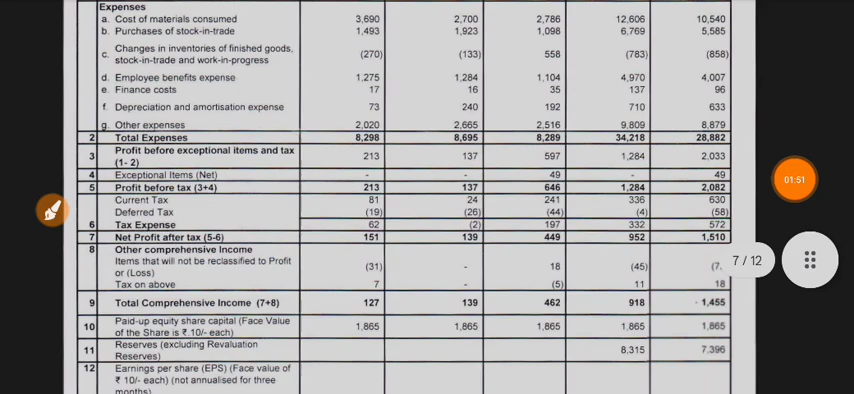 Expenses
a. Cost of materials consumed 3,690 2,700 2,786 12,606 10,540
b. Purchases of stock-in-trade 1,493 1,923 1,098 6,769 5,585
c. Changes in inventories of finished goods, stock-in-trade and work-in-progress (270) (133) 558 (783) (858)
d. Employee benefits expense 1,275 1,284 1,104 4,970 4,007
e. Finance costs 17 16 35 137 96
f. Depreciation and amortisation expense 73 240 192 710 633
g. Other expenses 2,020 2,665 2,516 9,809 8,879
2 Total Expenses 8,298 8,695 8,289 34,218 28,882
3 Profit before exceptional items and tax (1- 2) 213 137 597 1,284 2,033
4 Exceptional Items (Net) - - 49 - 49
5 Profit before tax (3+4) 213 137 646 1,284 2,082
Current Tax 81 24 241 336 630
Deferred Tax (19) (26) (44) (4) (58)
6 Tax Expense 62 (2) 197 332 572
7 Net Profit after tax (5-6) 151 139 449 952 1,510
8 Other comprehensive Income
Items that will not be reclassified to Profit or (Loss) (31) - 18 (45) (7.
Tax on above 7 - (5) 11 18
9 Total Comprehensive Income (7+8) 127 139 462 918 1,455
10 Paid-up equity share capital (Face Value of the Share is ₹.10/- each) 1,865 1,865 1,865 1,865 1,865
11 Reserves (excluding Revaluation Reserves) 8,315 7,396
12 Earnings per share (EPS) (Face value of ₹ 10/- each) (not annualised for three months)
01:51
7 / 12